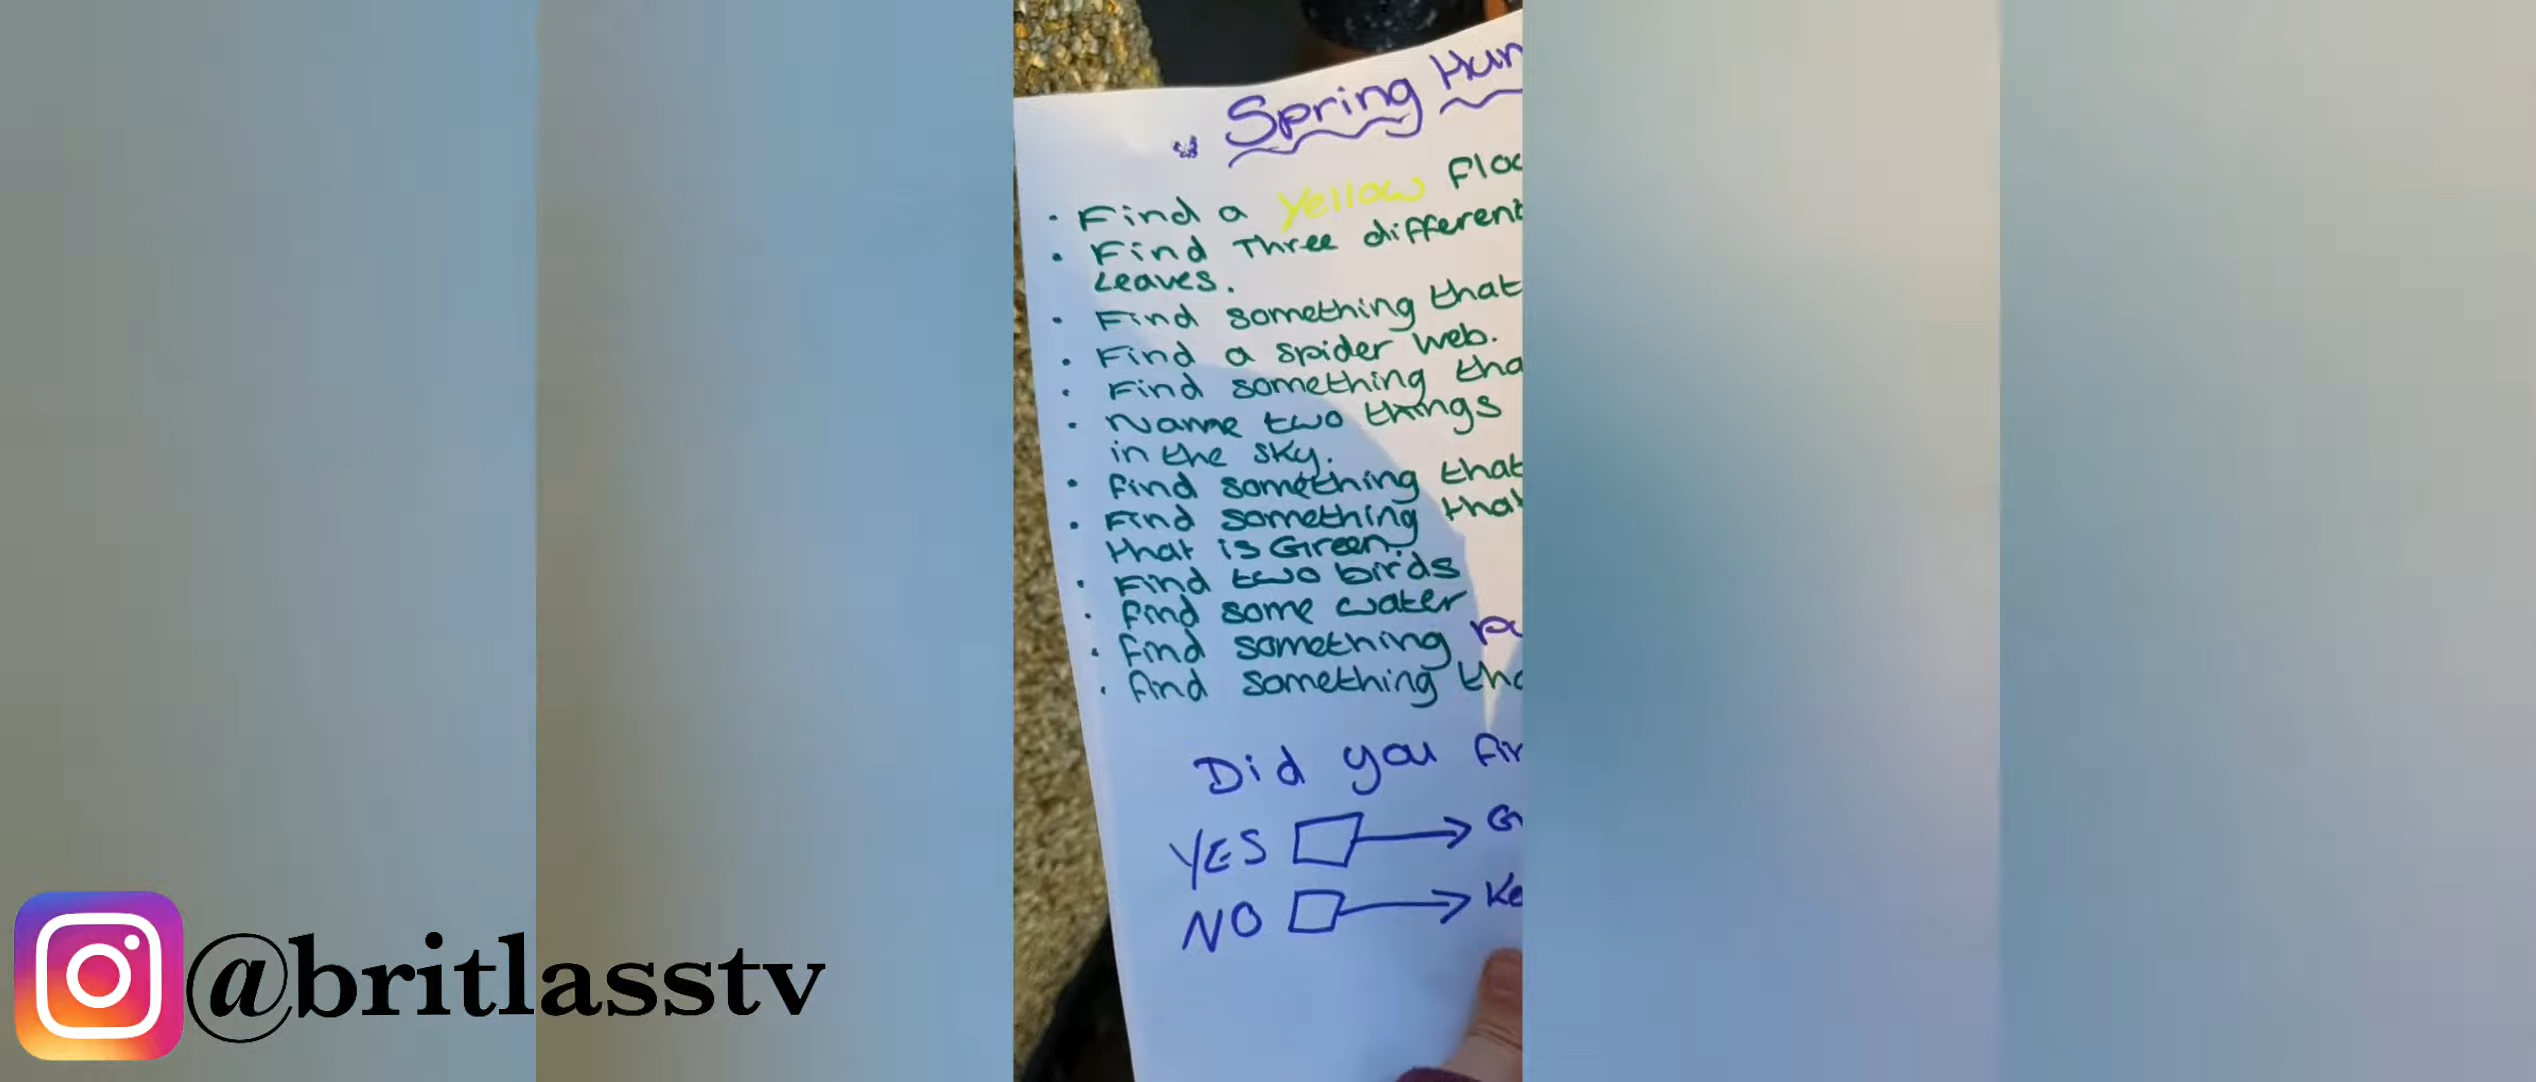 Spring Hun
• Find a Yellow Flo
• Find Three different
Leaves.
• Find something that
• Find a spider web.
• Find something tha
• Name two things
in the sky.
• Find something that
• Find something that
that is Green.
• Find two birds
• Find some water
• Find something
• Find something tha
Did you fin
YES
NO
@britlasstv